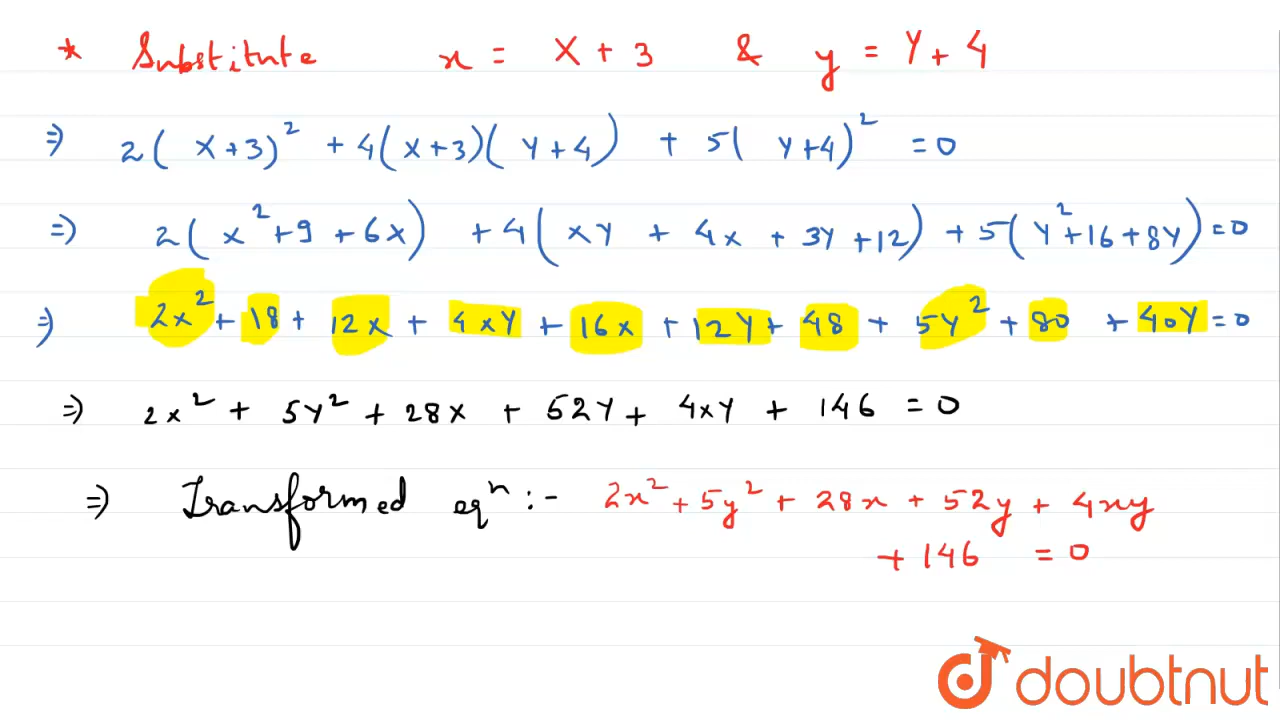 * Substitute x = X + 3 & y = Y + 4
⇒ 2( X+3)² + 4(X+3)( Y+4) + 5( Y+4)² = 0
⇒ 2( X²+9 +6X) + 4( XY + 4X + 3Y +12) + 5( Y²+16+8Y) = 0
⇒ 2X² + 18 + 12X + 4XY + 16X + 12Y + 48 + 5Y² + 80 + 40Y = 0
⇒ 2X² + 5Y² + 28X + 52Y + 4XY + 146 = 0
⇒ Transformed eqⁿ :- 2x² + 5y² + 28x + 52y + 4xy
+ 146 = 0
doubtnut